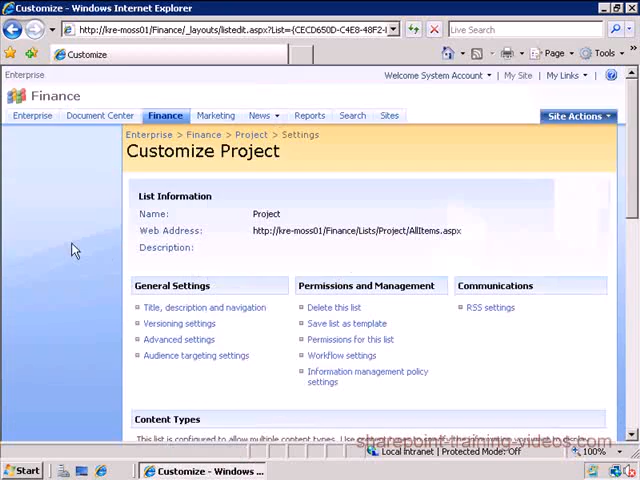 Customize - Windows Internet Explorer
http://kre-moss01/Finance/_layouts/listedit.aspx?List={CECD650D-C4E8-48F2-
Live Search
Customize
Page
Tools
Enterprise
Welcome System Account
My Site
My Links
Finance
Enterprise
Document Center
Finance
Marketing
News
Reports
Search
Sites
Site Actions
Enterprise > Finance > Project > Settings
Customize Project
List Information
Name: Project
Web Address: http://kre-moss01/Finance/Lists/Project/AllItems.aspx
Description:
General Settings
Title, description and navigation
Versioning settings
Advanced settings
Audience targeting settings
Permissions and Management
Delete this list
Save list as template
Permissions for this list
Workflow settings
Information management policy
settings
Communications
RSS settings
Content Types
This list is configured to allow multiple content types. Use
sharepoint-training-videos.com
Local intranet | Protected Mode: Off
100%
Start
Customize - Windows ...